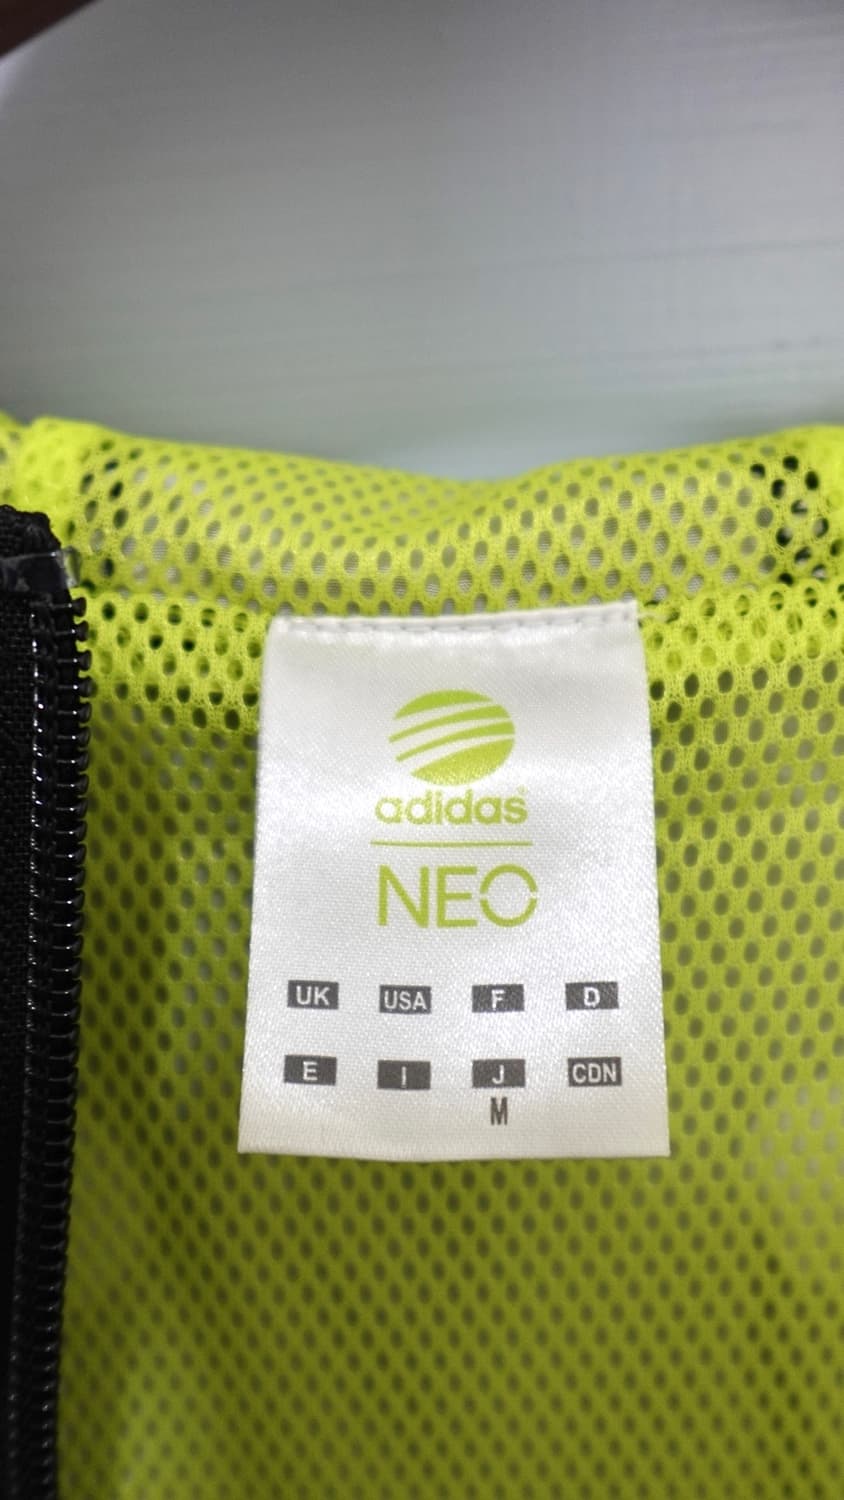 adidas®
NEO
UK USA F D
E I J CDN
M